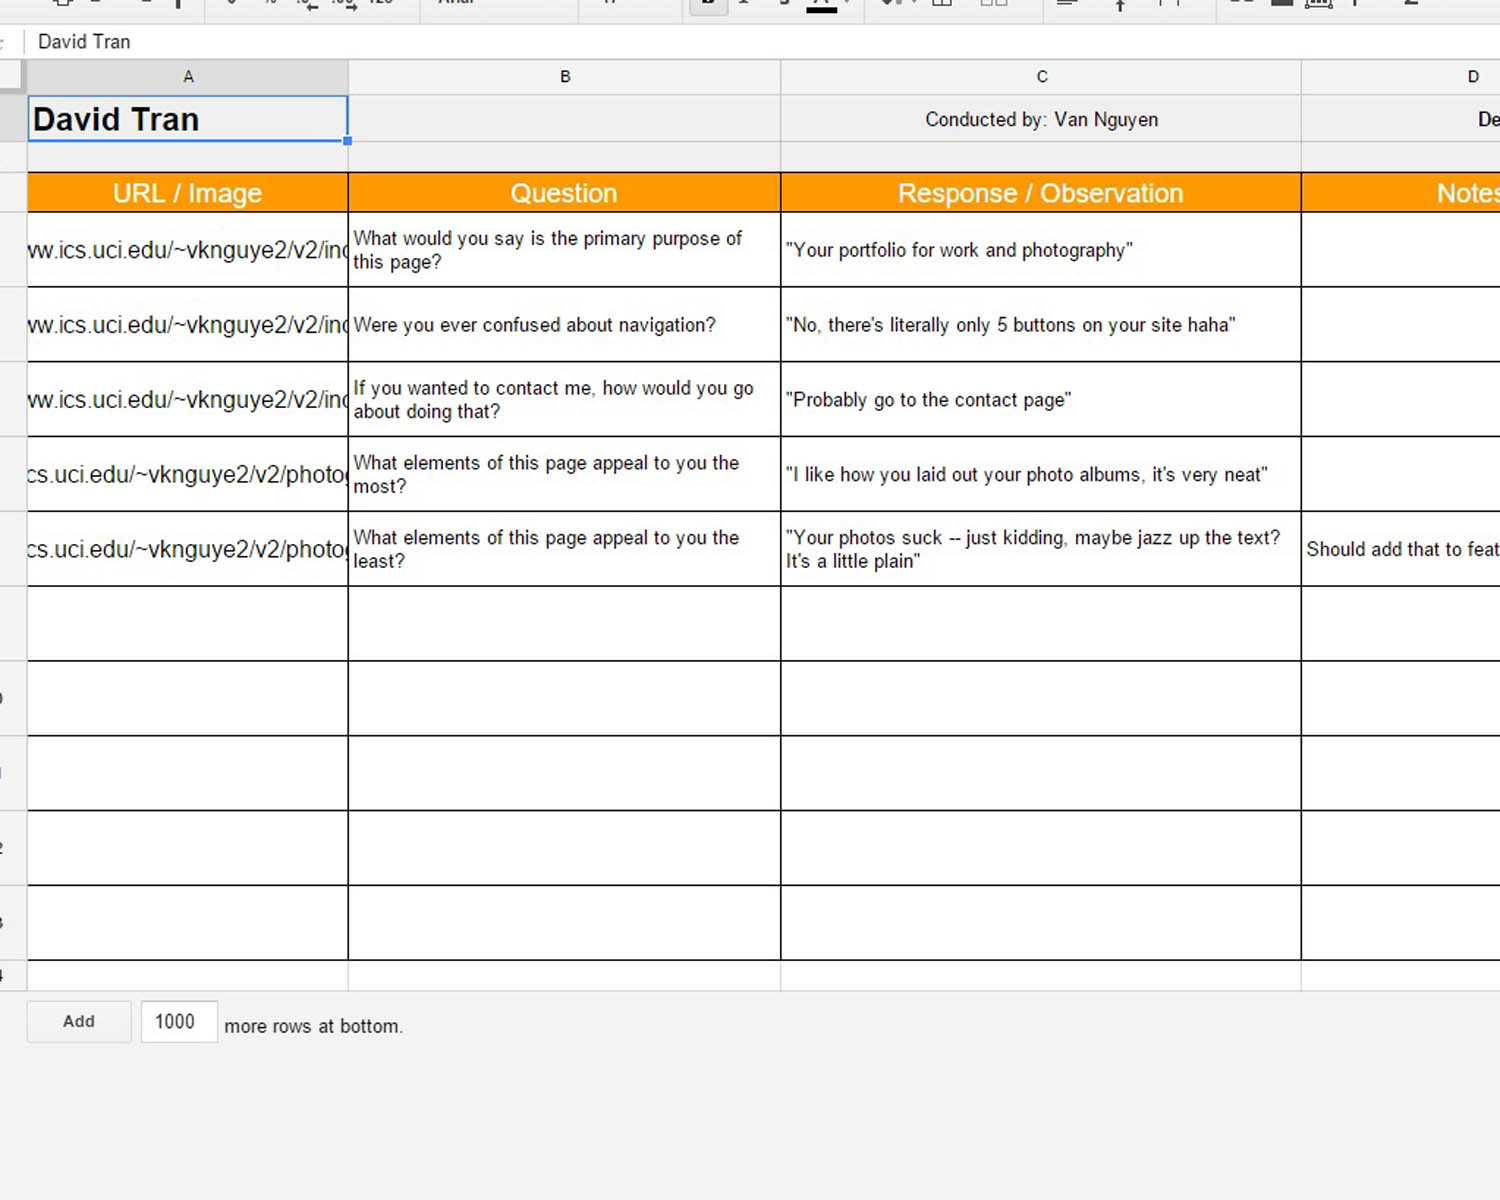 David Tran
A
B
C
D
David Tran
Conducted by: Van Nguyen
URL / Image
Question
Response / Observation
Notes
ww.ics.uci.edu/~vknguye2/v2/inc
What would you say is the primary purpose of
this page?
"Your portfolio for work and photography"
ww.ics.uci.edu/~vknguye2/v2/inc
Were you ever confused about navigation?
"No, there's literally only 5 buttons on your site haha"
ww.ics.uci.edu/~vknguye2/v2/inc
If you wanted to contact me, how would you go
about doing that?
"Probably go to the contact page"
cs.uci.edu/~vknguye2/v2/photog
What elements of this page appeal to you the
most?
"I like how you laid out your photo albums, it's very neat"
cs.uci.edu/~vknguye2/v2/photog
What elements of this page appeal to you the
least?
"Your photos suck -- just kidding, maybe jazz up the text?
It's a little plain"
Should add that to feat
Add
1000
more rows at bottom.